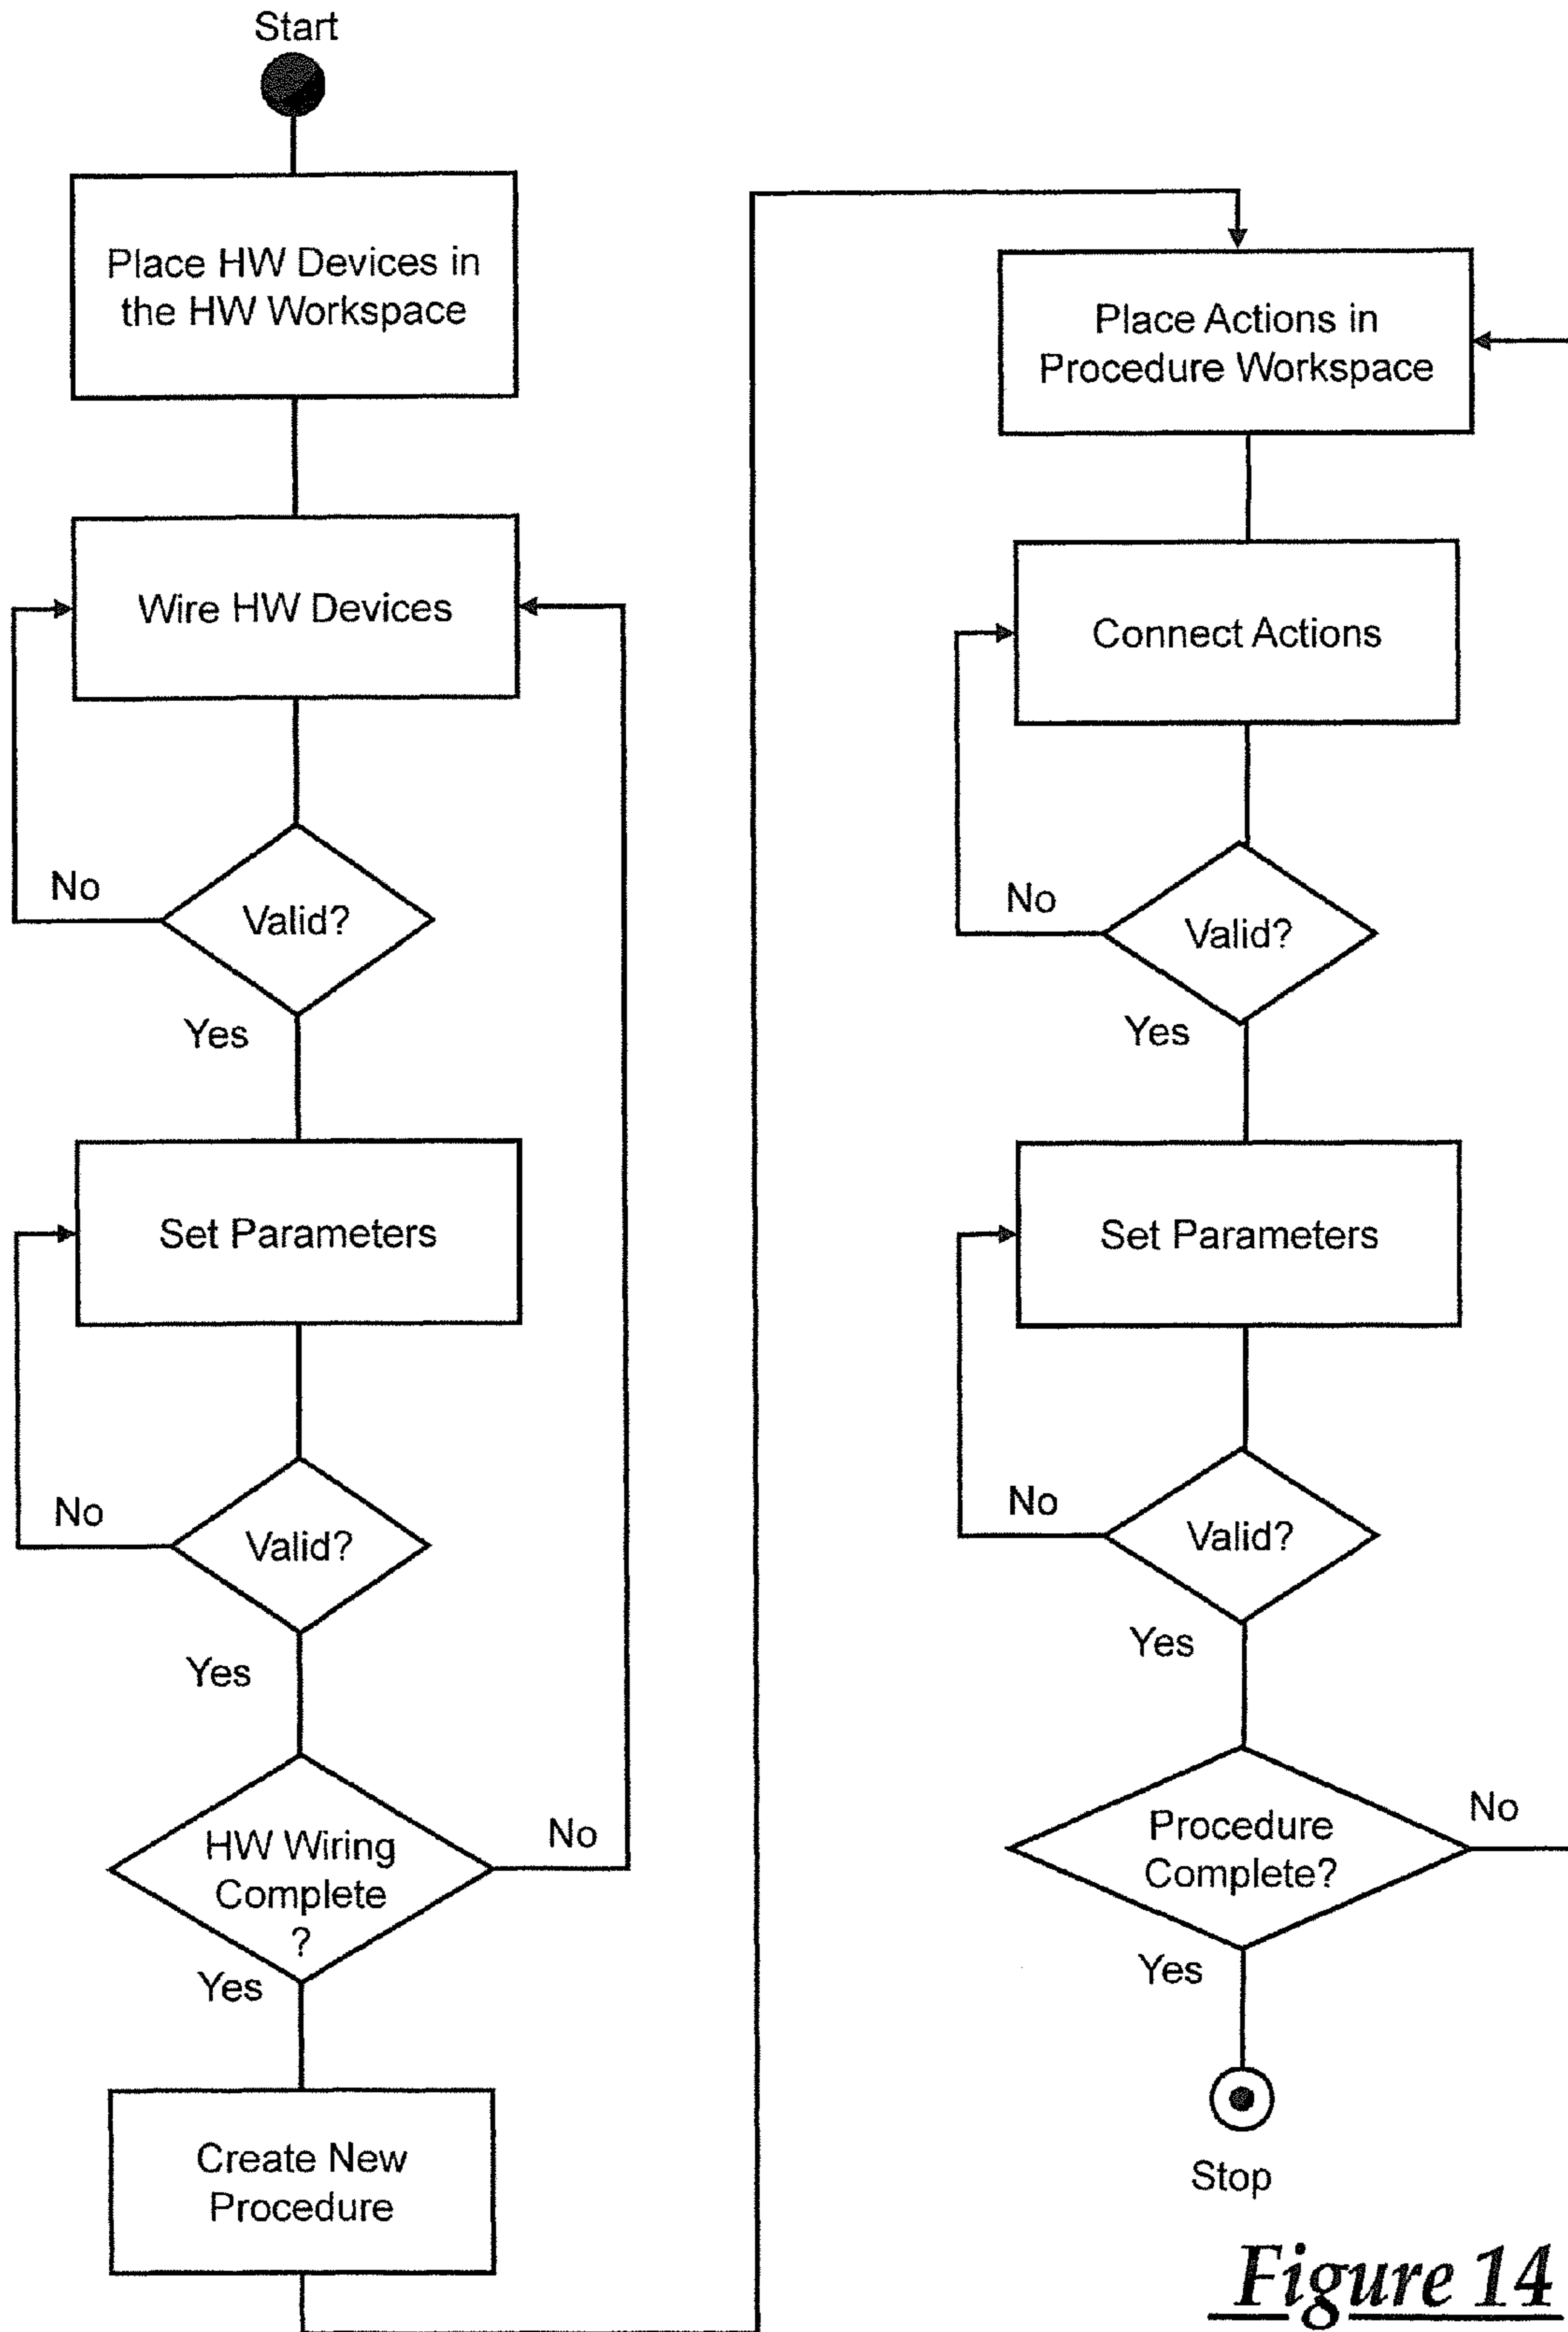 Start
Place HW Devices in
the HW Workspace
Wire HW Devices
No
Valid?
Yes
Set Parameters
No
Valid?
Yes
HW Wiring
Complete
?
No
Yes
Create New
Procedure
Place Actions in
Procedure Workspace
Connect Actions
No
Valid?
Yes
Set Parameters
No
Valid?
Yes
Procedure
Complete?
No
Yes
Stop
Figure 14